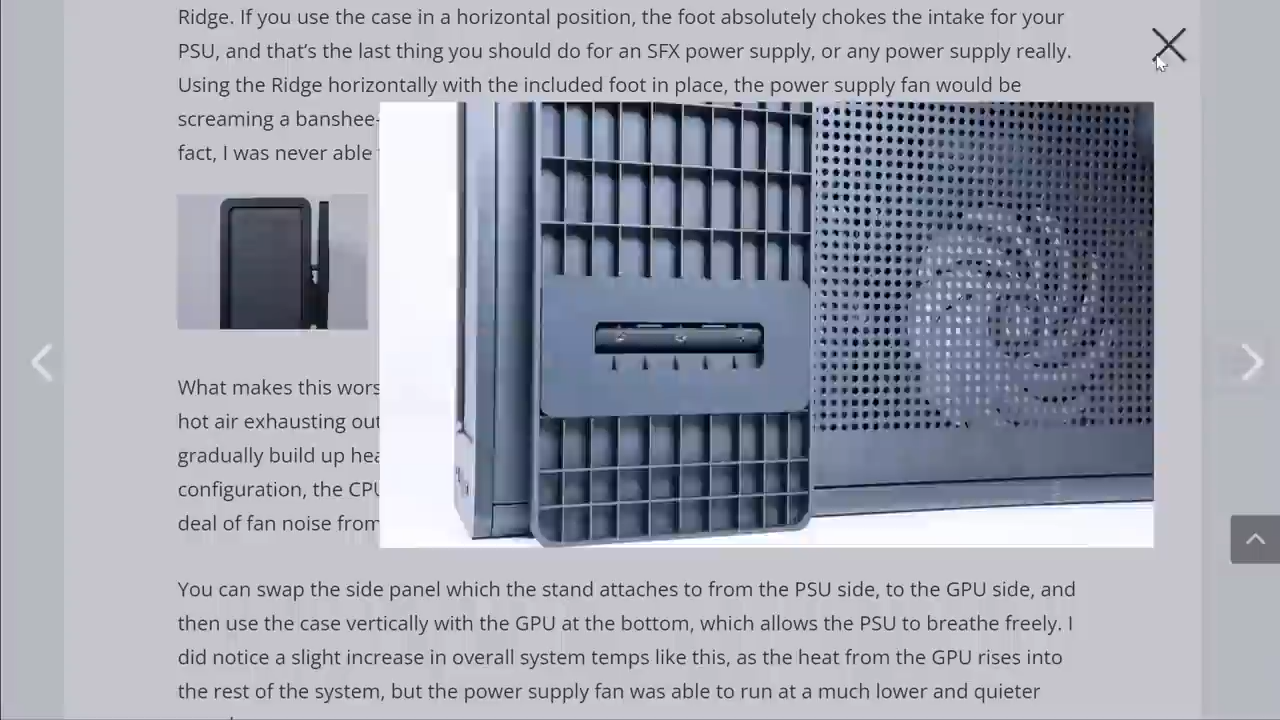 Ridge. If you use the case in a horizontal position, the foot absolutely chokes the intake for your
PSU, and that's the last thing you should do for an SFX power supply, or any power supply really.
Using the Ridge horizontally with the included foot in place, the power supply fan would be
screaming a banshee-
fact, I was never able
What makes this wors
hot air exhausting out
gradually build up hea
configuration, the CPU
deal of fan noise from
You can swap the side panel which the stand attaches to from the PSU side, to the GPU side, and
then use the case vertically with the GPU at the bottom, which allows the PSU to breathe freely. I
did notice a slight increase in overall system temps like this, as the heat from the GPU rises into
the rest of the system, but the power supply fan was able to run at a much lower and quieter